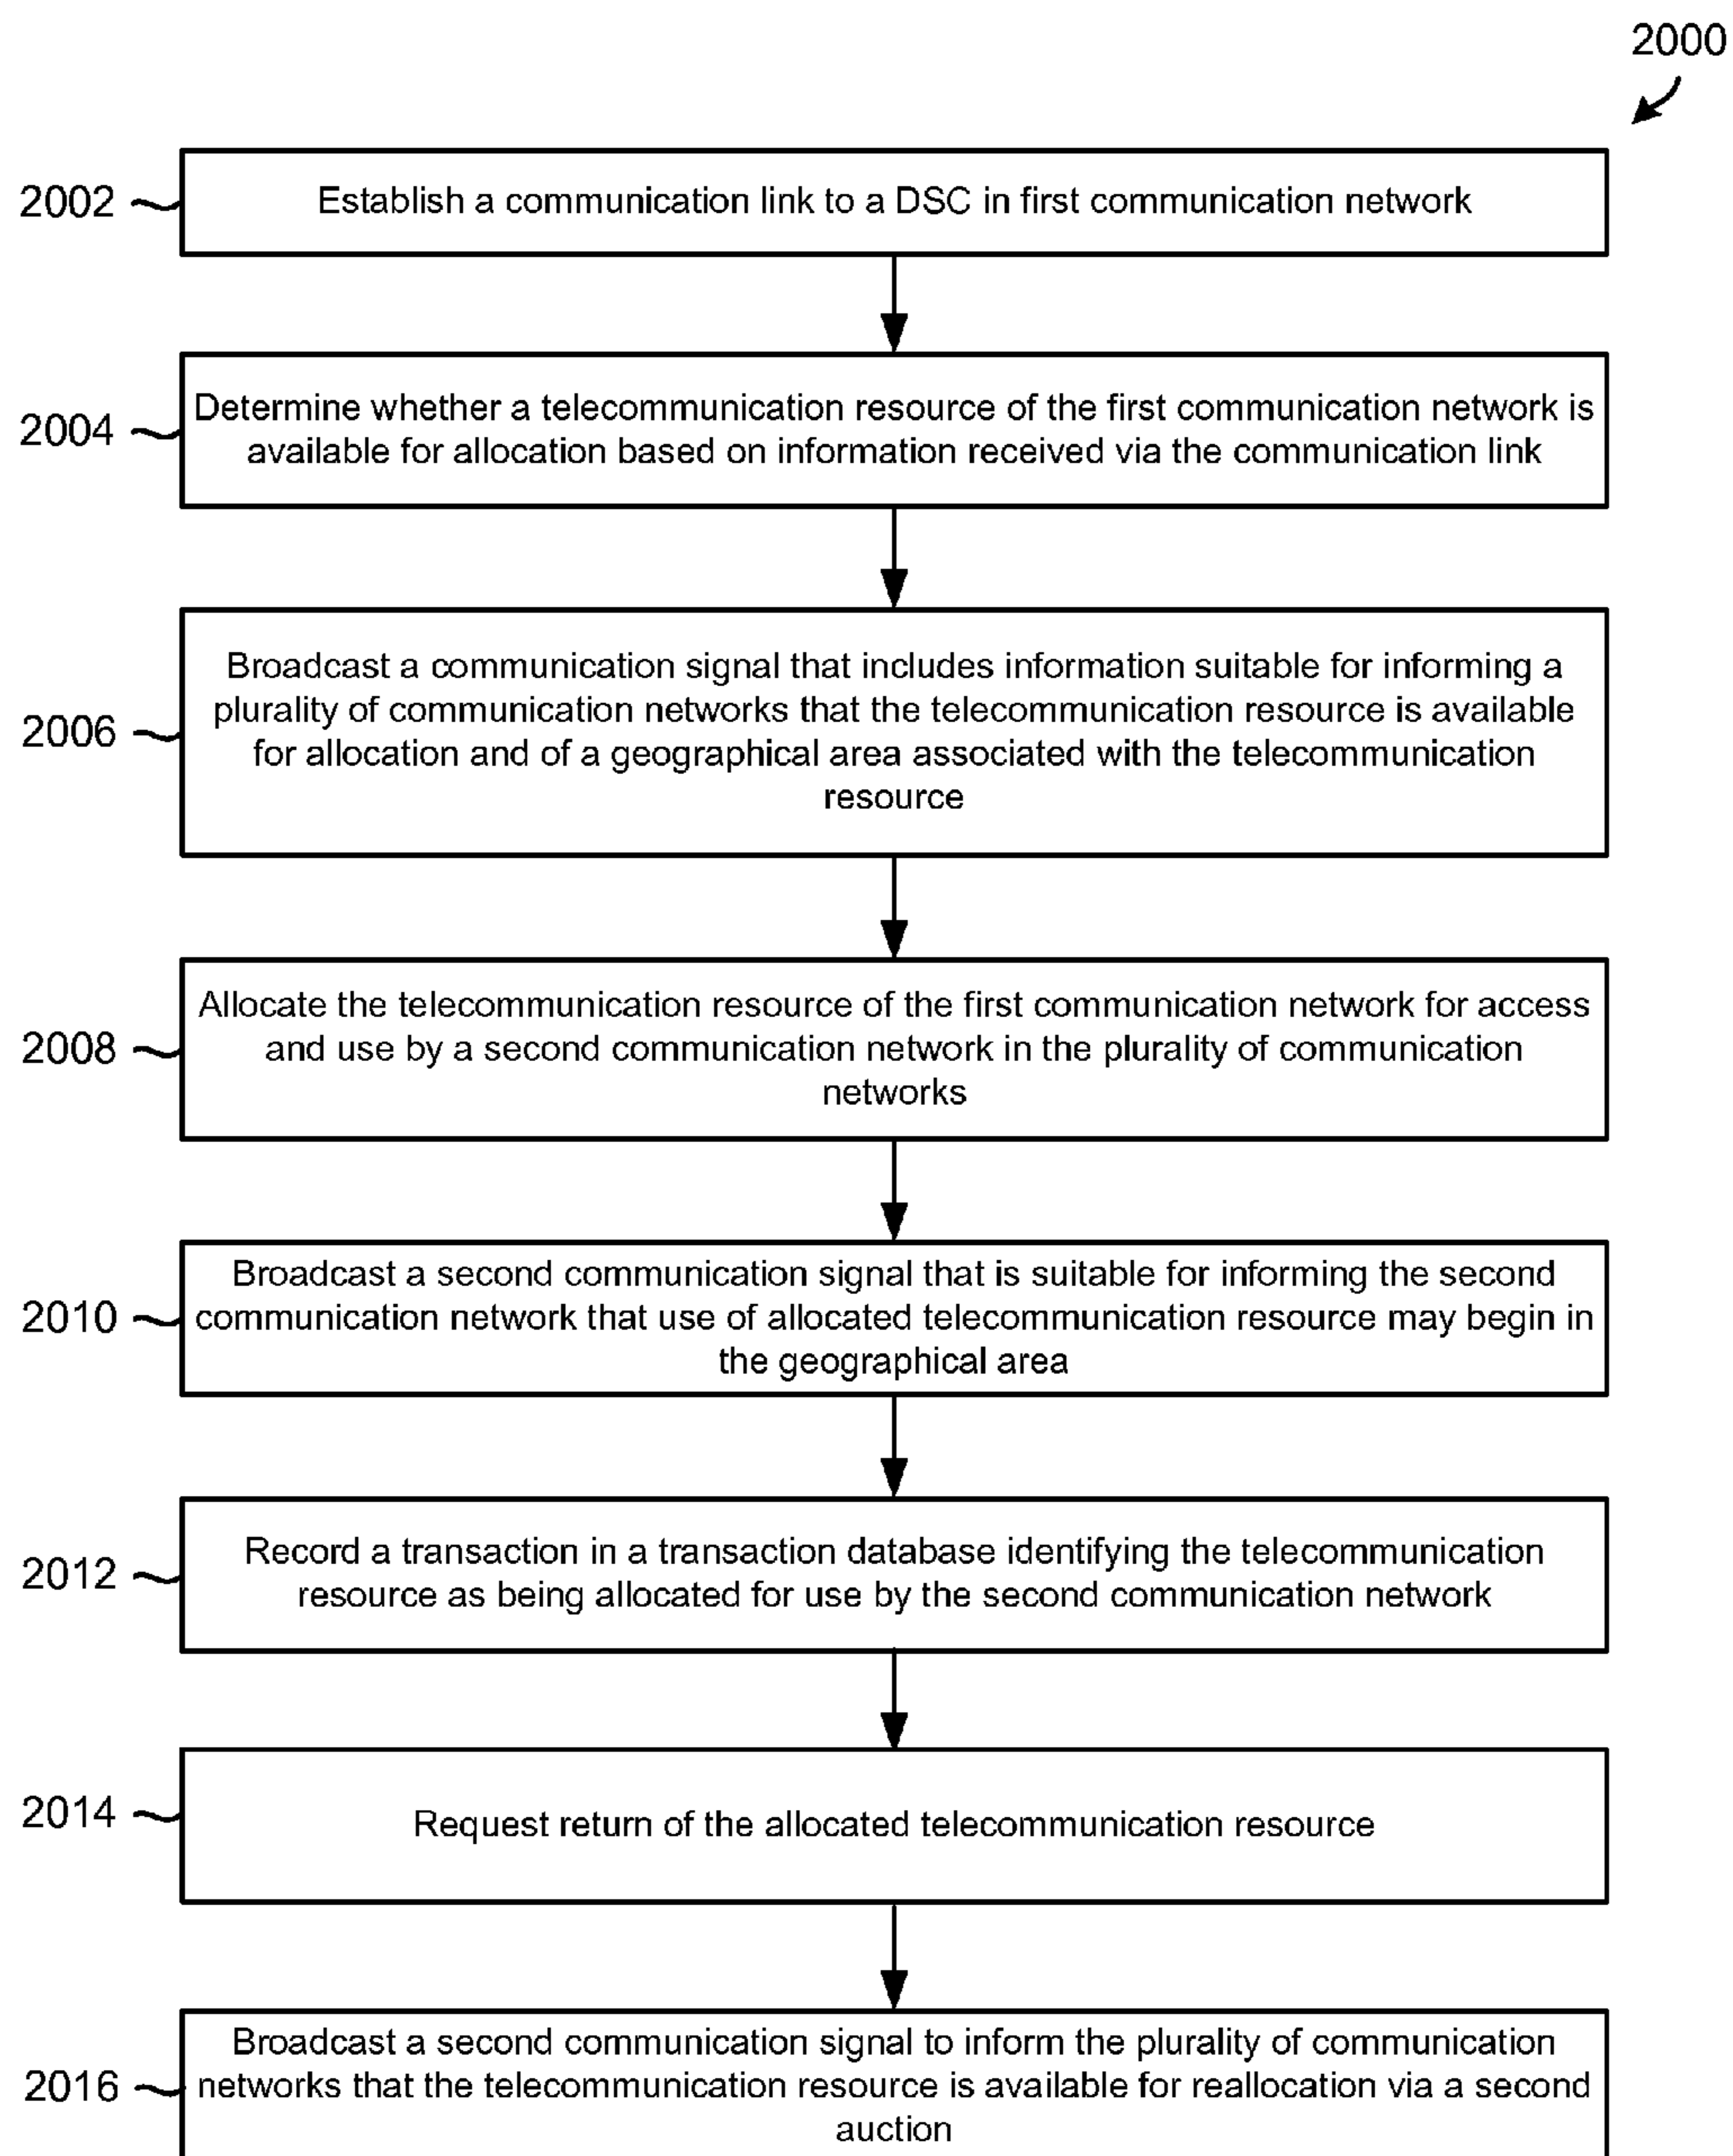 2000
2002
Establish a communication link to a DSC in first communication network
2004
Determine whether a telecommunication resource of the first communication network is
available for allocation based on information received via the communication link
2006
Broadcast a communication signal that includes information suitable for informing a
plurality of communication networks that the telecommunication resource is available
for allocation and of a geographical area associated with the telecommunication
resource
2008
Allocate the telecommunication resource of the first communication network for access
and use by a second communication network in the plurality of communication
networks
2010
Broadcast a second communication signal that is suitable for informing the second
communication network that use of allocated telecommunication resource may begin in
the geographical area
2012
Record a transaction in a transaction database identifying the telecommunication
resource as being allocated for use by the second communication network
2014
Request return of the allocated telecommunication resource
2016
Broadcast a second communication signal to inform the plurality of communication
networks that the telecommunication resource is available for reallocation via a second
auction